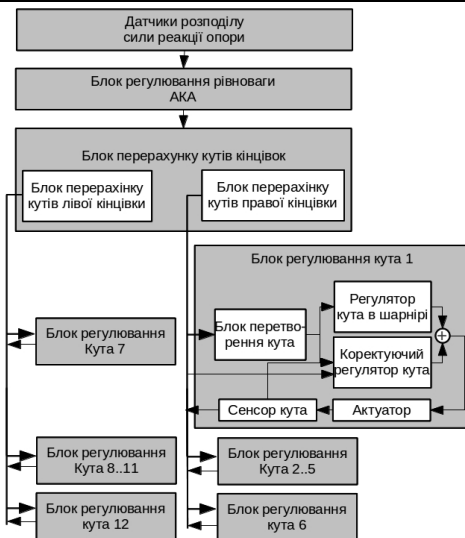 Датчики розподілу
сили реакції опори
Блок регулювання рівноваги
АКА
Блок перерахунку кутів кінцівок
Блок перерахінку
кутів лівої кінцівки
Блок перерахінку
кутів правої кінцівки
Блок регулювання кута 1
Регулятор
кута в шарнірі
Блок перетво-
рення кута
Коректуючий
регулятор кута
Сенсор кута
Актуатор
Блок регулювання
Кута 7
Блок регулювання
Кута 8..11
Блок регулювання
Кута 2..5
Блок регулювання
кута 12
Блок регулювання
кута 6